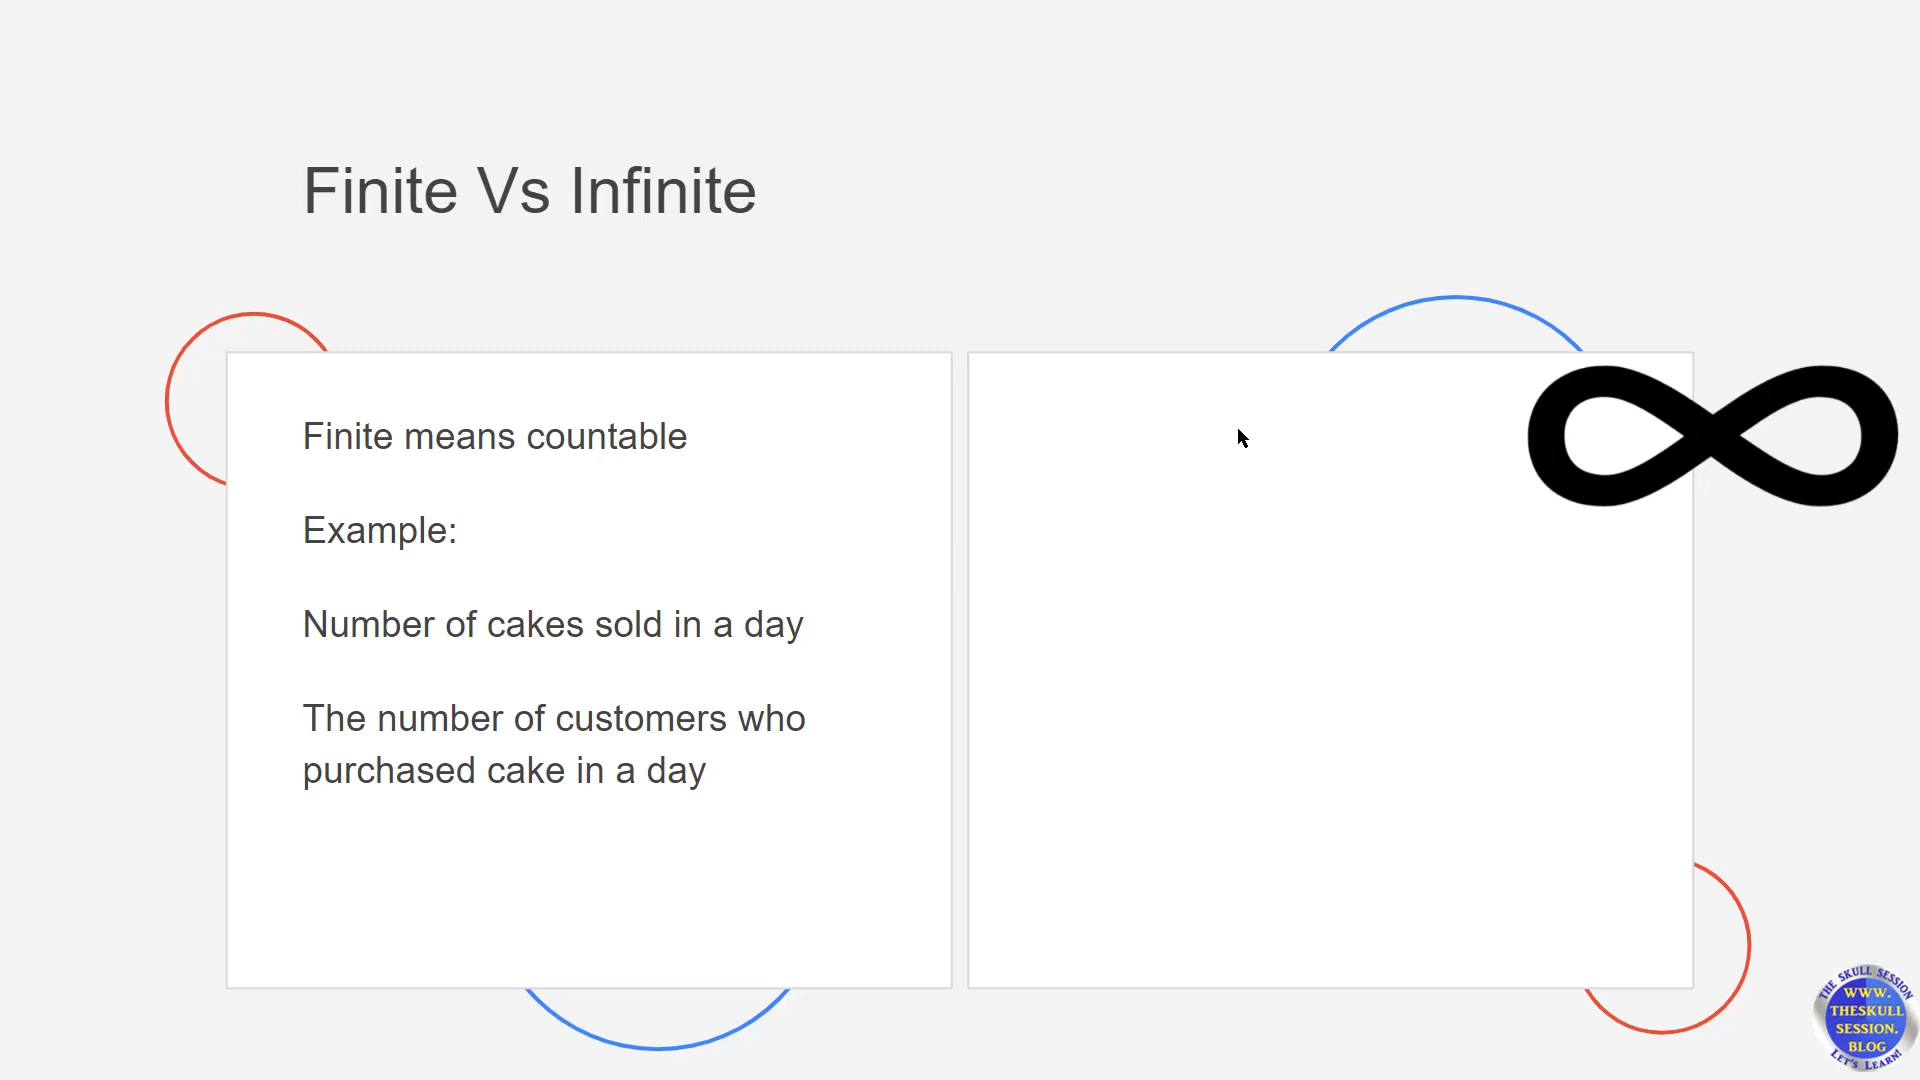 Finite Vs Infinite
Finite means countable
Example:
Number of cakes sold in a day
The number of customers who
purchased cake in a day
THE SKULL SESSION
WWW.
THESKULL
SESSION.
BLOG
LET'S LEARN!